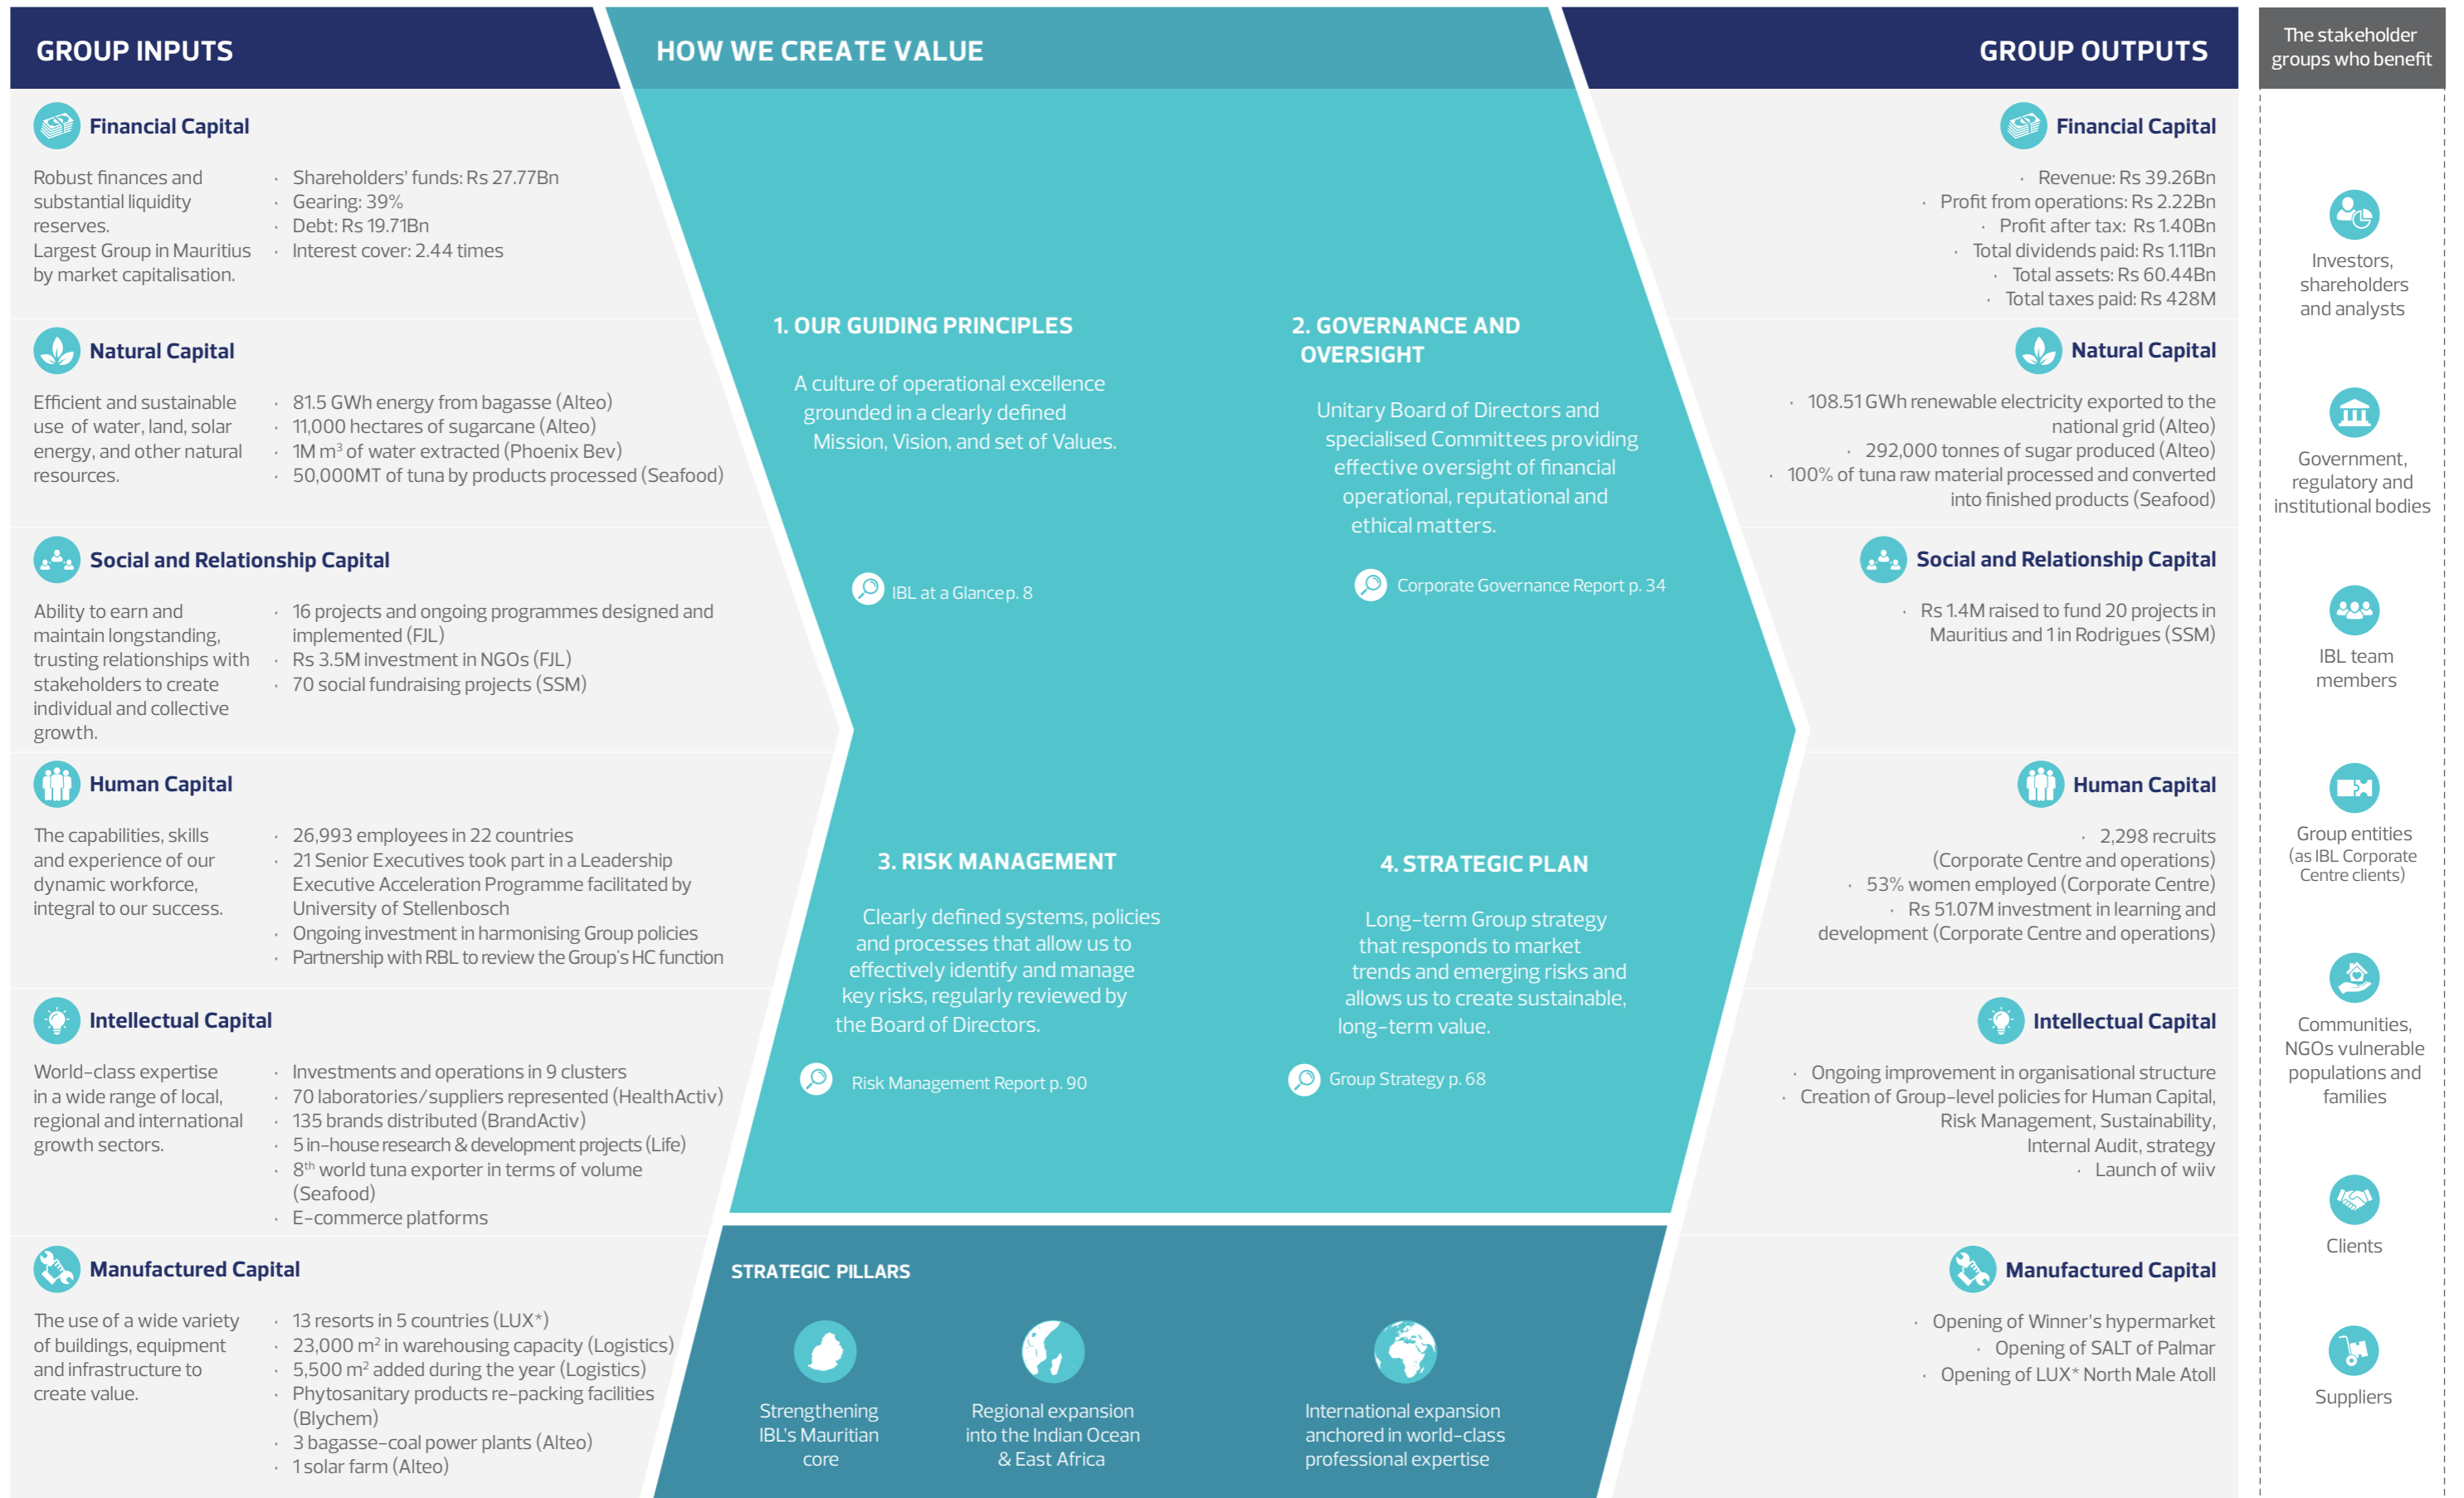 GROUP INPUTS
Financial Capital
Robust finances and
substantial liquidity
reserves.
Largest Group in Mauritius
by market capitalisation.
· Shareholders' funds: Rs 27.77Bn
· Gearing: 39%
· Debt: Rs 19.71Bn
· Interest cover: 2.44 times
Natural Capital
Efficient and sustainable
use of water, land, solar
energy, and other natural
resources.
· 81.5 GWh energy from bagasse (Alteo)
· 11,000 hectares of sugarcane (Alteo)
· 1M m³ of water extracted (Phoenix Bev)
· 50,000MT of tuna by products processed (Seafood)
Social and Relationship Capital
Ability to earn and
maintain longstanding,
trusting relationships with
stakeholders to create
individual and collective
growth.
· 16 projects and ongoing programmes designed and
implemented (FJL)
· Rs 3.5M investment in NGOs (FJL)
· 70 social fundraising projects (SSM)
Human Capital
The capabilities, skills
and experience of our
dynamic workforce,
integral to our success.
· 26,993 employees in 22 countries
· 21 Senior Executives took part in a Leadership
Executive Acceleration Programme facilitated by
University of Stellenbosch
· Ongoing investment in harmonising Group policies
· Partnership with RBL to review the Group's HC function
Intellectual Capital
World-class expertise
in a wide range of local,
regional and international
growth sectors.
· Investments and operations in 9 clusters
· 70 laboratories/suppliers represented (HealthActiv)
· 135 brands distributed (BrandActiv)
· 5 in-house research & development projects (Life)
· 8th world tuna exporter in terms of volume
(Seafood)
· E-commerce platforms
Manufactured Capital
The use of a wide variety
of buildings, equipment
and infrastructure to
create value.
· 13 resorts in 5 countries (LUX*)
· 23,000 m² in warehousing capacity (Logistics)
· 5,500 m² added during the year (Logistics)
· Phytosanitary products re-packing facilities
(Blychem)
· 3 bagasse-coal power plants (Alteo)
· 1 solar farm (Alteo)
HOW WE CREATE VALUE
1. OUR GUIDING PRINCIPLES
A culture of operational excellence
grounded in a clearly defined
Mission, Vision, and set of Values.
IBL at a Glance p. 8
2. GOVERNANCE AND
OVERSIGHT
Unitary Board of Directors and
specialised Committees providing
effective oversight of financial
operational, reputational and
ethical matters.
Corporate Governance Report p. 34
3. RISK MANAGEMENT
Clearly defined systems, policies
and processes that allow us to
effectively identify and manage
key risks, regularly reviewed by
the Board of Directors.
Risk Management Report p. 90
4. STRATEGIC PLAN
Long-term Group strategy
that responds to market
trends and emerging risks and
allows us to create sustainable,
long-term value.
Group Strategy p. 68
STRATEGIC PILLARS
Strengthening
IBL's Mauritian
core
Regional expansion
into the Indian Ocean
& East Africa
International expansion
anchored in world-class
professional expertise
GROUP OUTPUTS
Financial Capital
· Revenue: Rs 39.26Bn
· Profit from operations: Rs 2.22Bn
· Profit after tax: Rs 1.40Bn
· Total dividends paid: Rs 1.11Bn
· Total assets: Rs 60.44Bn
· Total taxes paid: Rs 428M
Natural Capital
· 108.51 GWh renewable electricity exported to the
national grid (Alteo)
· 292,000 tonnes of sugar produced (Alteo)
· 100% of tuna raw material processed and converted
into finished products (Seafood)
Social and Relationship Capital
· Rs 1.4M raised to fund 20 projects in
Mauritius and 1 in Rodrigues (SSM)
Human Capital
· 2,298 recruits
(Corporate Centre and operations)
· 53% women employed (Corporate Centre)
· Rs 51.07M investment in learning and
development (Corporate Centre and operations)
Intellectual Capital
· Ongoing improvement in organisational structure
· Creation of Group-level policies for Human Capital,
Risk Management, Sustainability,
Internal Audit, strategy
· Launch of wiiv
Manufactured Capital
· Opening of Winner's hypermarket
· Opening of SALT of Palmar
· Opening of LUX* North Male Atoll
The stakeholder
groups who benefit
Investors,
shareholders
and analysts
Government,
regulatory and
institutional bodies
IBL team
members
Group entities
(as IBL Corporate
Centre clients)
Communities,
NGOs vulnerable
populations and
families
Clients
Suppliers